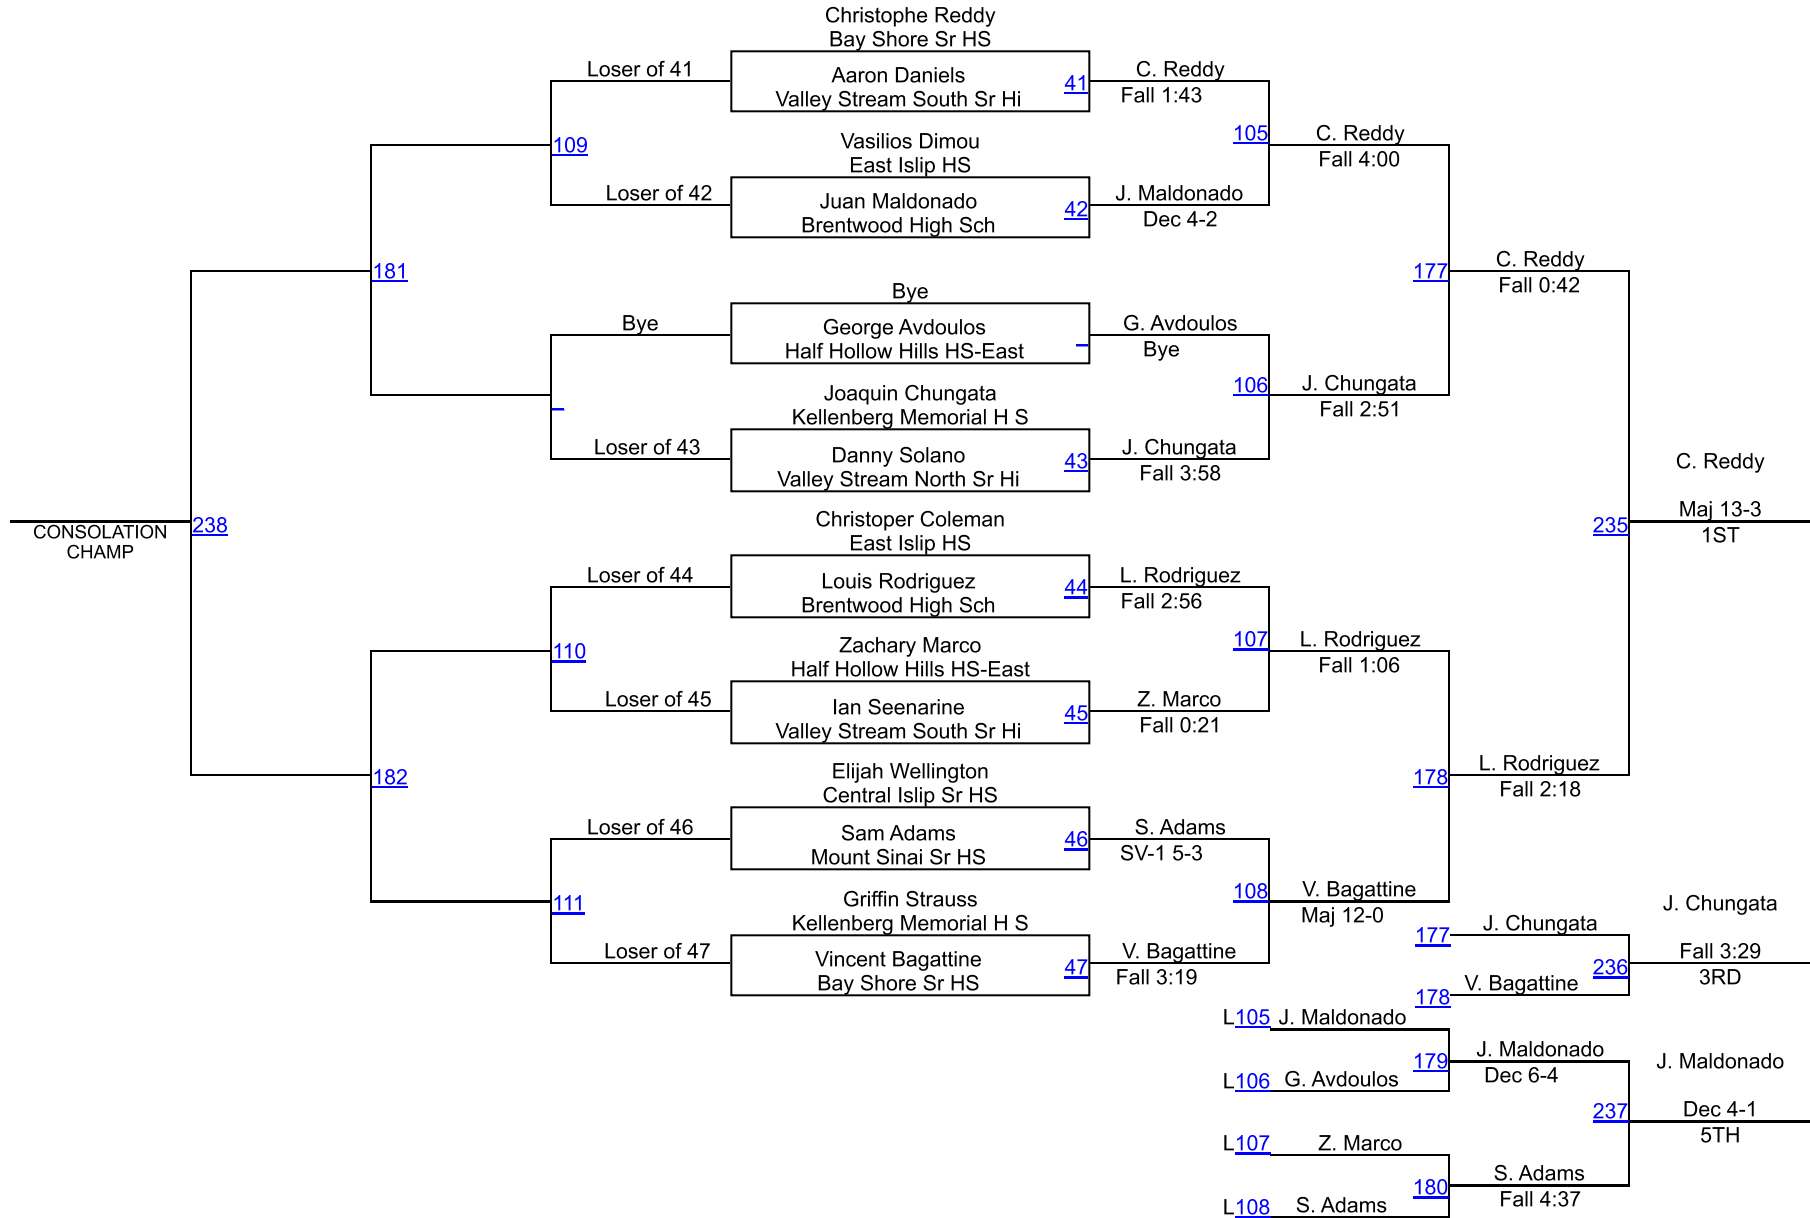 Christophe Reddy
Bay Shore Sr HS
Loser of 41
Aaron Daniels
Valley Stream South Sr Hi
41
C. Reddy
Fall 1:43
109
Vasilios Dimou
East Islip HS
105
C. Reddy
Fall 4:00
Loser of 42
Juan Maldonado
Brentwood High Sch
42
J. Maldonado
Dec 4-2
181
177
C. Reddy
Fall 0:42
Bye
Bye
George Avdoulos
Half Hollow Hills HS-East
G. Avdoulos
Bye
Joaquin Chungata
Kellenberg Memorial H S
106
J. Chungata
Fall 2:51
Loser of 43
Danny Solano
Valley Stream North Sr Hi
43
J. Chungata
Fall 3:58
C. Reddy
Maj 13-3
1ST
235
CONSOLATION
CHAMP
238
Christoper Coleman
East Islip HS
Loser of 44
Louis Rodriguez
Brentwood High Sch
44
L. Rodriguez
Fall 2:56
110
Zachary Marco
Half Hollow Hills HS-East
107
L. Rodriguez
Fall 1:06
Loser of 45
Ian Seenarine
Valley Stream South Sr Hi
45
Z. Marco
Fall 0:21
182
178
L. Rodriguez
Fall 2:18
Elijah Wellington
Central Islip Sr HS
Loser of 46
Sam Adams
Mount Sinai Sr HS
46
S. Adams
SV-1 5-3
111
Griffin Strauss
Kellenberg Memorial H S
108
V. Bagattine
Maj 12-0
Loser of 47
Vincent Bagattine
Bay Shore Sr HS
47
V. Bagattine
Fall 3:19
177
J. Chungata
178
V. Bagattine
236
J. Chungata
Fall 3:29
3RD
L105 J. Maldonado
L106 G. Avdoulos
179
J. Maldonado
Dec 6-4
L107 Z. Marco
L108 S. Adams
180
S. Adams
Fall 4:37
237
J. Maldonado
Dec 4-1
5TH